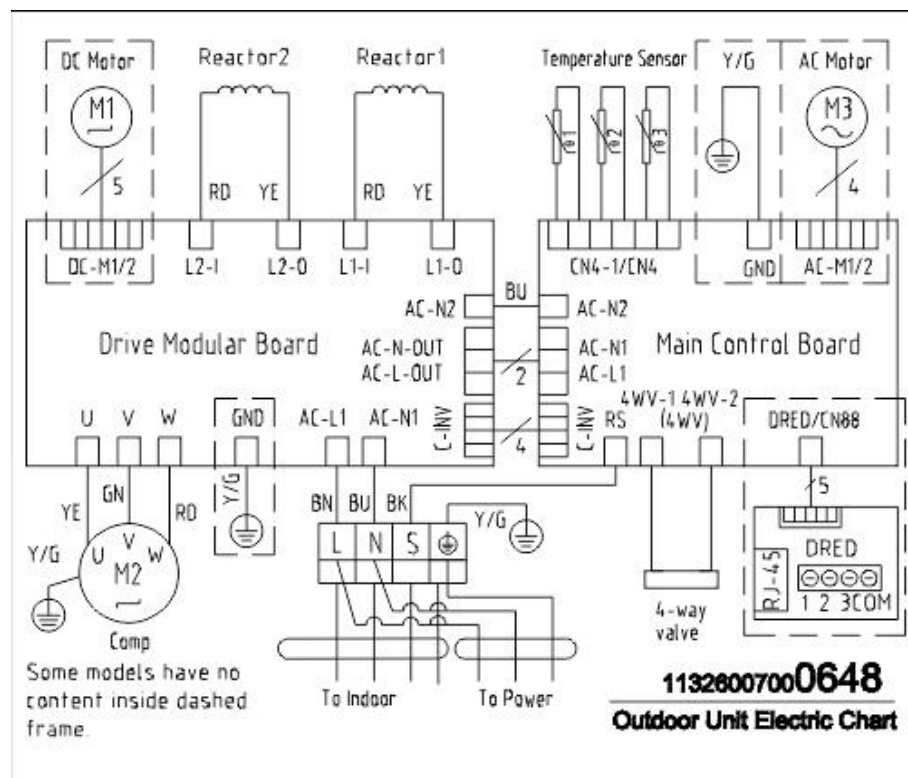 DC Motor
Reactor2
Reactor1
Temperature Sensor
Y/G
AC Motor
M1
M3
rθ1
rθ2
rθ3
5
RD
YE
RD
YE
4
DC-M1/2
L2-I
L2-O
L1-I
L1-O
CN4-1/CN4
GND
AC-M1/2
BU
AC-N2
AC-N2
Drive Modular Board
AC-N-OUT
AC-L-OUT
2
AC-N1
AC-L1
Main Control Board
U
V
W
GND
AC-L1
AC-N1
C-INV
4
C-INV
RS
4WV-1 4WV-2
(4WV)
DRED/CN88
YE
GN
RD
Y/G
BN
BU
BK
Y/G
5
L
N
S
Y/G
U
V
W
M2
Comp
4-way
valve
RJ-45
DRED
1 2 3COM
Some models have no
content inside dashed
frame.
To Indoor
To Power
11326007000648
Outdoor Unit Electric Chart